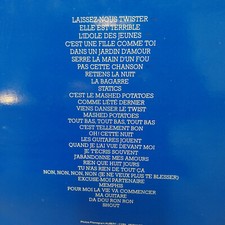 LAISSEZ-NOUS TWISTER
ELLE EST TERRIBLE
L'IDOLE DES JEUNES
C'EST UNE FILLE COMME TOI
DANS UN JARDIN D'AMOUR
SERRE LA MAIN D'UN FOU
PAS CETTE CHANSON
RETIENS LA NUIT
LA BAGARRE
STATICS
C'EST LE MASHED POTATOES
COMME L'ÉTÉ DERNIER
VIENS DANSER LE TWIST
MASHED POTATOES
TOUT BAS, TOUT BAS, TOUT BAS
C'EST TELLEMENT BON
OH! CETTE NUIT
LES GUITARES JOUENT
QUAND JE L'AI VUE DEVANT MOI
JE T'ÉCRIS SOUVENT
J'ABANDONNE MES AMOURS
RIEN QUE HUIT JOURS
TU N'AS RIEN DE TOUT ÇA
NON, NON, NON, NON (JE NE VEUX PLUS TE BLESSER)
EXCUSE-MOI PARTENAIRE
MEMPHIS
POUR MOI LA VIE VA COMMENCER
MA GUITARE
DA DOU RON RON
SHOUT